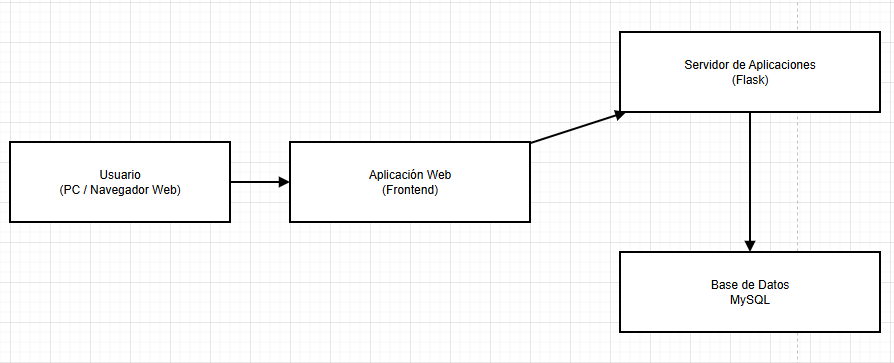 Usuario
(PC / Navegador Web)
Aplicación Web
(Frontend)
Servidor de Aplicaciones
(Flask)
Base de Datos
MySQL